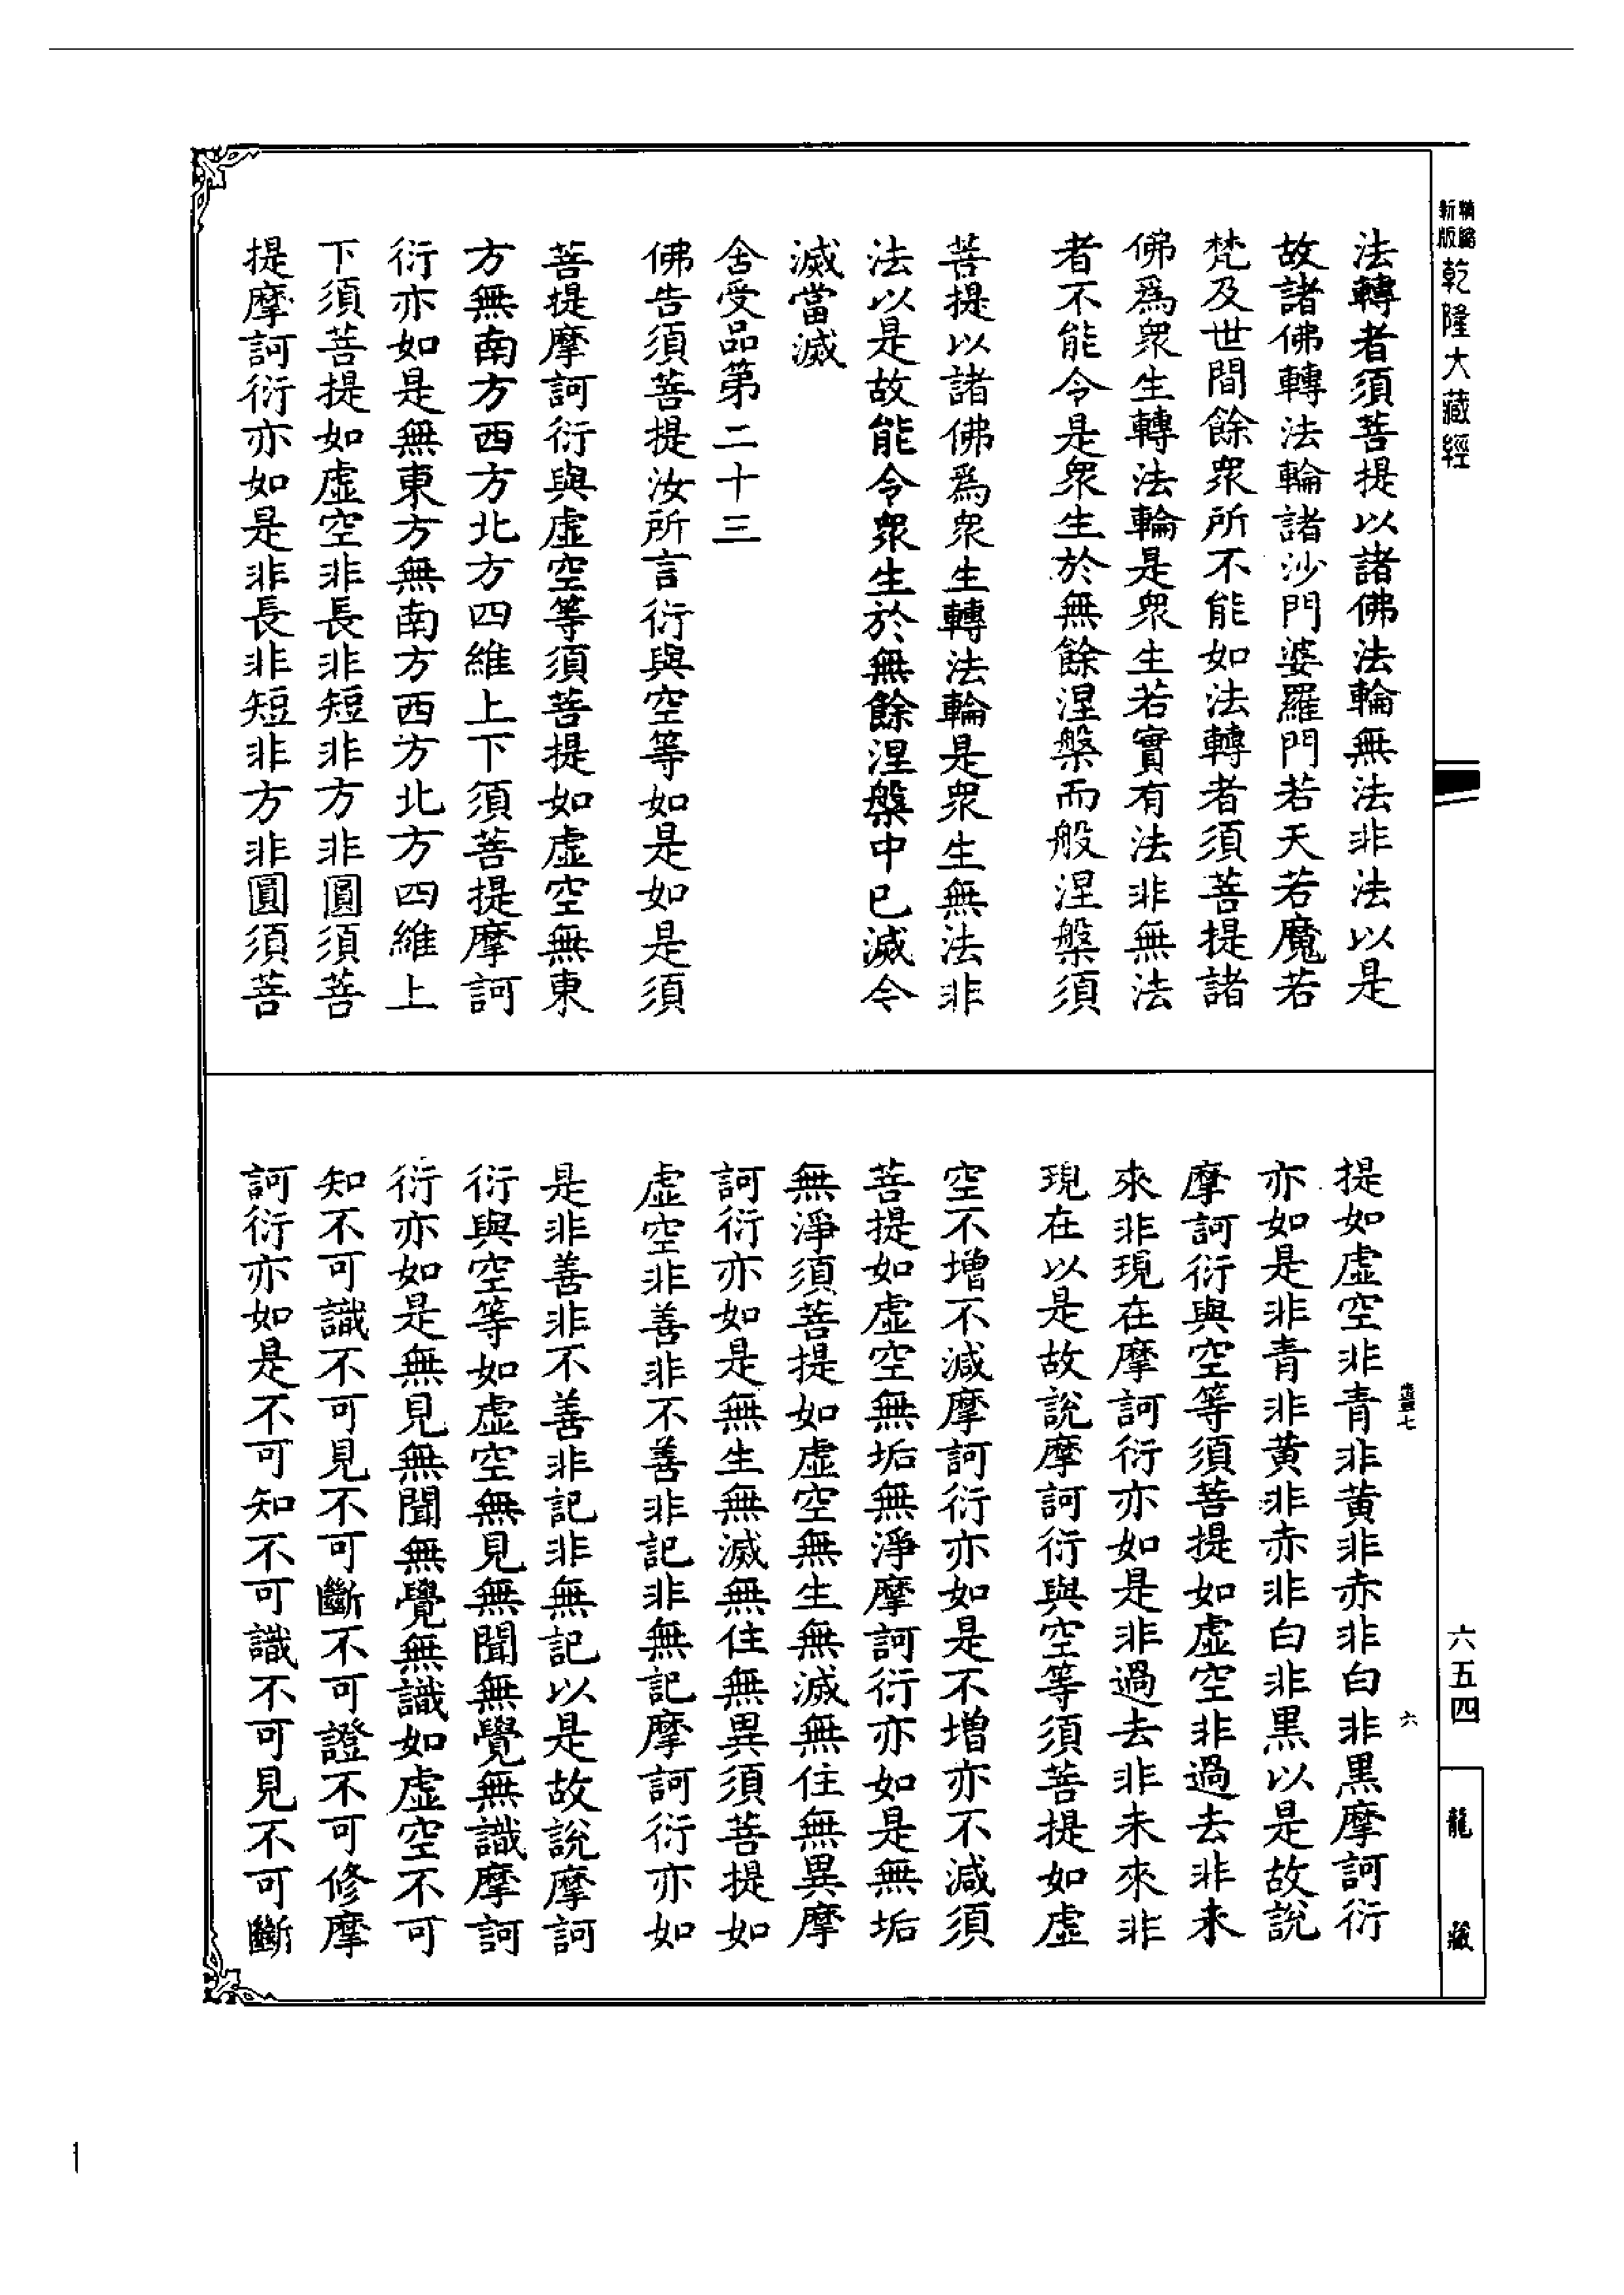 新版精縮乾隆大藏經
法轉者須菩提以諸佛法輪無法非法以是
故諸佛轉法輪諸沙門婆羅門若天若魔若
梵及世間餘衆所不能如法轉者須菩提諸
佛爲衆生轉法輪是衆生若實有法非無法
者不能令是衆生於無餘涅槃而般涅槃須
菩提以諸佛爲衆生轉法輪是衆生無法非
法以是故能令衆生於無餘涅槃中已滅令
滅當滅
舍受品第二十三
佛告須菩提汝所言衍與空等如是如是須
菩提摩訶衍與虛空等須菩提如虛空無東
方無南方西方北方四維上下須菩提摩訶
衍亦如是無東方無南方西方北方四維上
下須菩提如虛空非長非短非方非圓須菩
提摩訶衍亦如是非長非短非方非圓須菩
提如虛空非青非黃非赤非白非黑摩訶衍
亦如是非青非黃非赤非白非黑以是故說
摩訶衍與空等須菩提如虛空非過去非未
來非現在摩訶衍亦如是非過去非未來非
現在以是故說摩訶衍與空等須菩提如虛
空不增不減摩訶衍亦如是不增亦不減須
菩提如虛空無垢無淨摩訶衍亦如是無垢
無淨須菩提如虛空無生無滅無住無異摩
訶衍亦如是無生無滅無住無異須菩提如
虛空非善非不善非記非無記摩訶衍亦如
是非善非不善非記非無記以是故說摩訶
衍與空等如虛空無見無聞無覺無識摩訶
衍亦如是無見無聞無覺無識如虛空不可
知不可識不可見不可斷不可證不可修摩
訶衍亦如是不可知不可識不可見不可斷
七
六
六五四
龍藏